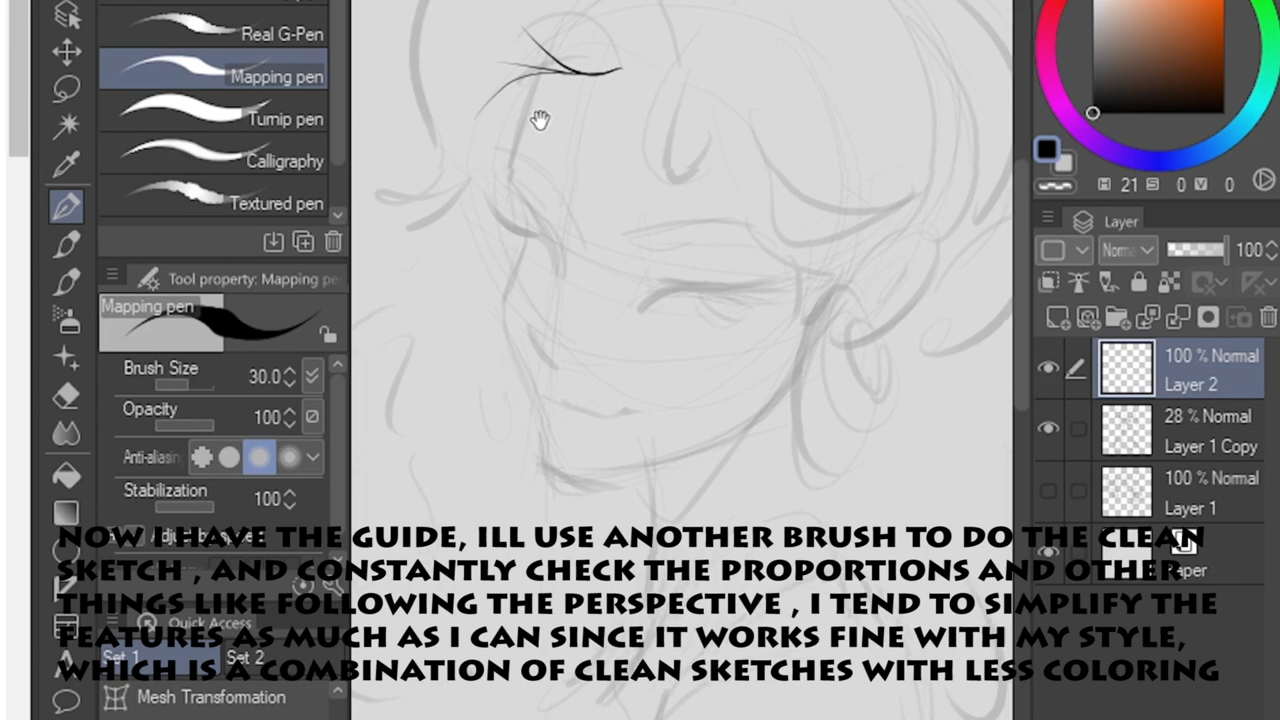 Real G-Pen
Mapping pen
Turnip pen
Calligraphy
Textured pen
Tool property: Mapping pe
Mapping pen
Brush Size
30.0
Opacity
100
Anti-aliasin
Stabilization
100
H 21 S 0 V 0
Layer
Norma
100
100 % Normal
Layer 2
28 % Normal
Layer 1 Copy
100 % Normal
Layer 1
aper
NOW I HAVE THE GUIDE, ILL USE ANOTHER BRUSH TO DO THE CLEAN
SKETCH , AND CONSTANTLY CHECK THE PROPORTIONS AND OTHER
THINGS LIKE FOLLOWING THE PERSPECTIVE , I TEND TO SIMPLIFY THE
FEATURES AS MUCH AS I CAN SINCE IT WORKS FINE WITH MY STYLE,
WHICH IS A COMBINATION OF CLEAN SKETCHES WITH LESS COLORING
Quick Access
Set 1 Set 2
Mesh Transformation